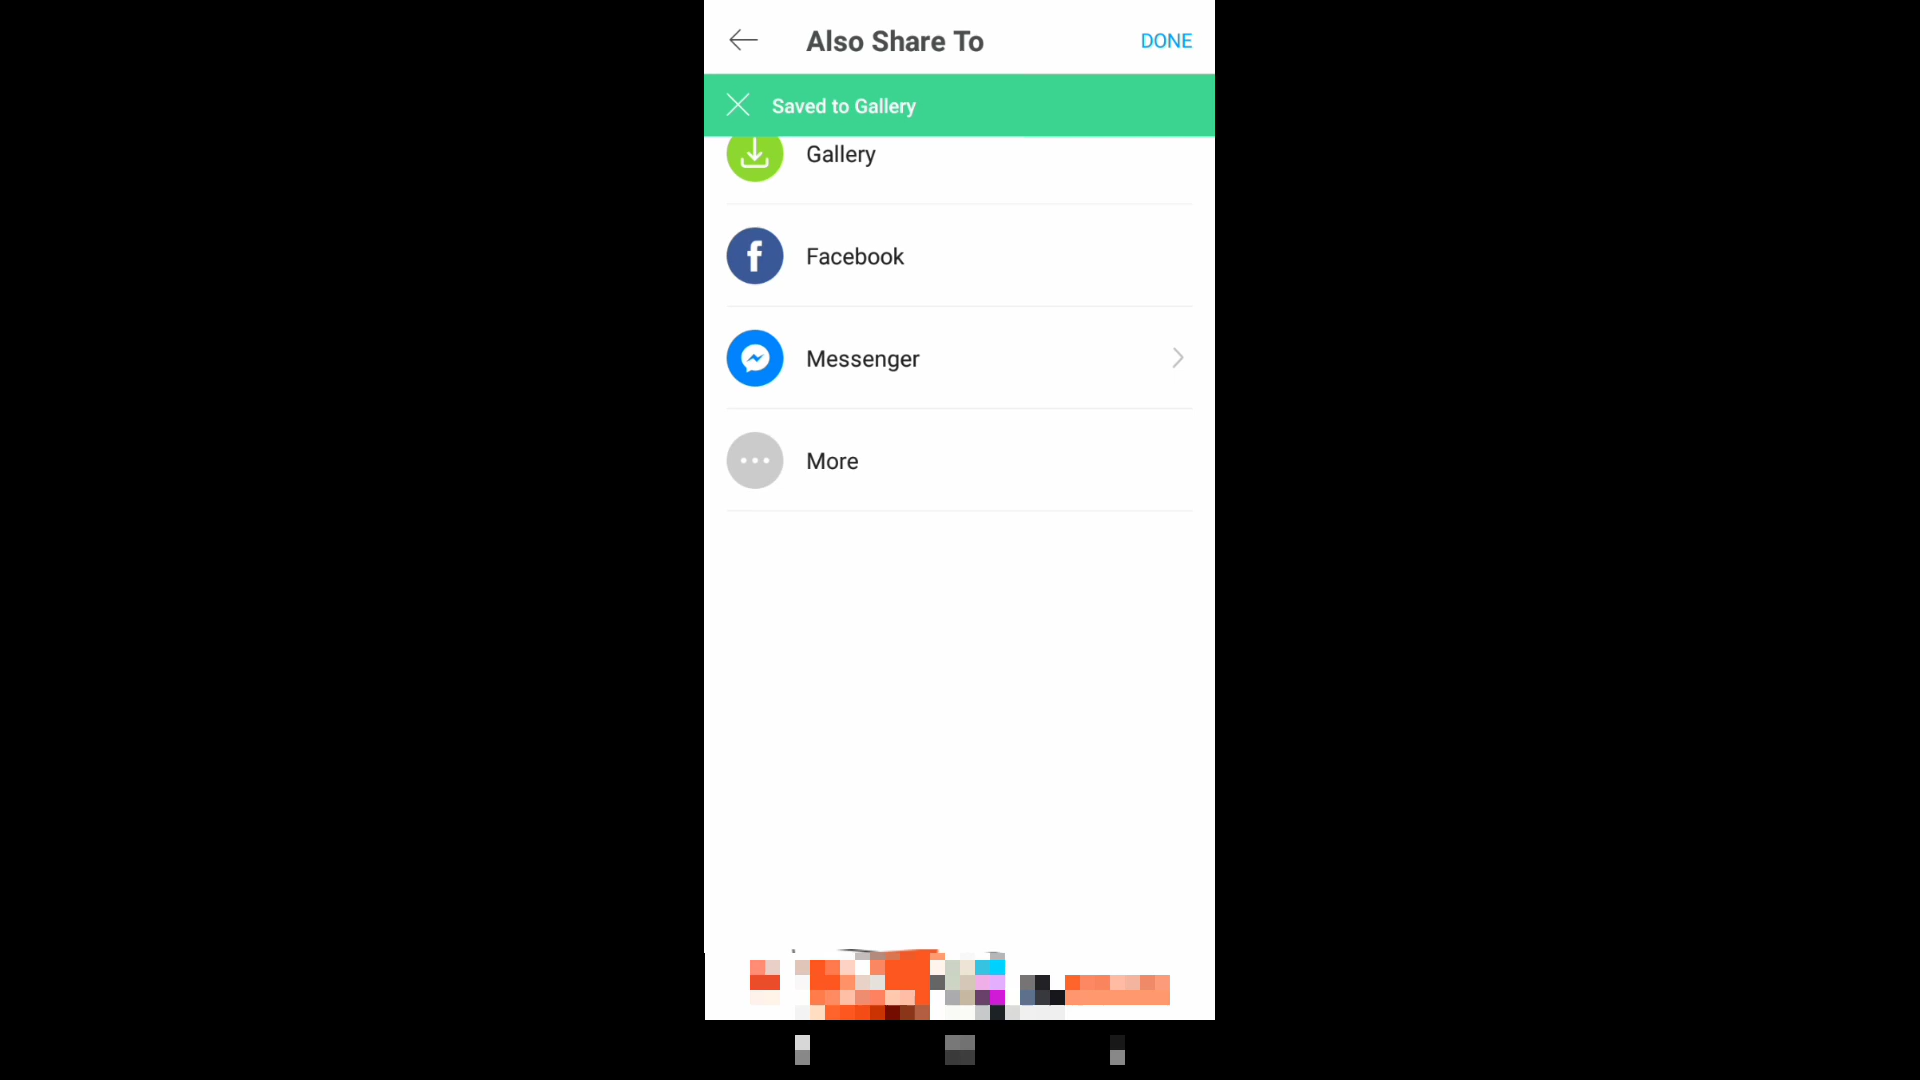 Also Share To
DONE
Saved to Gallery
Gallery
Facebook
Messenger
More